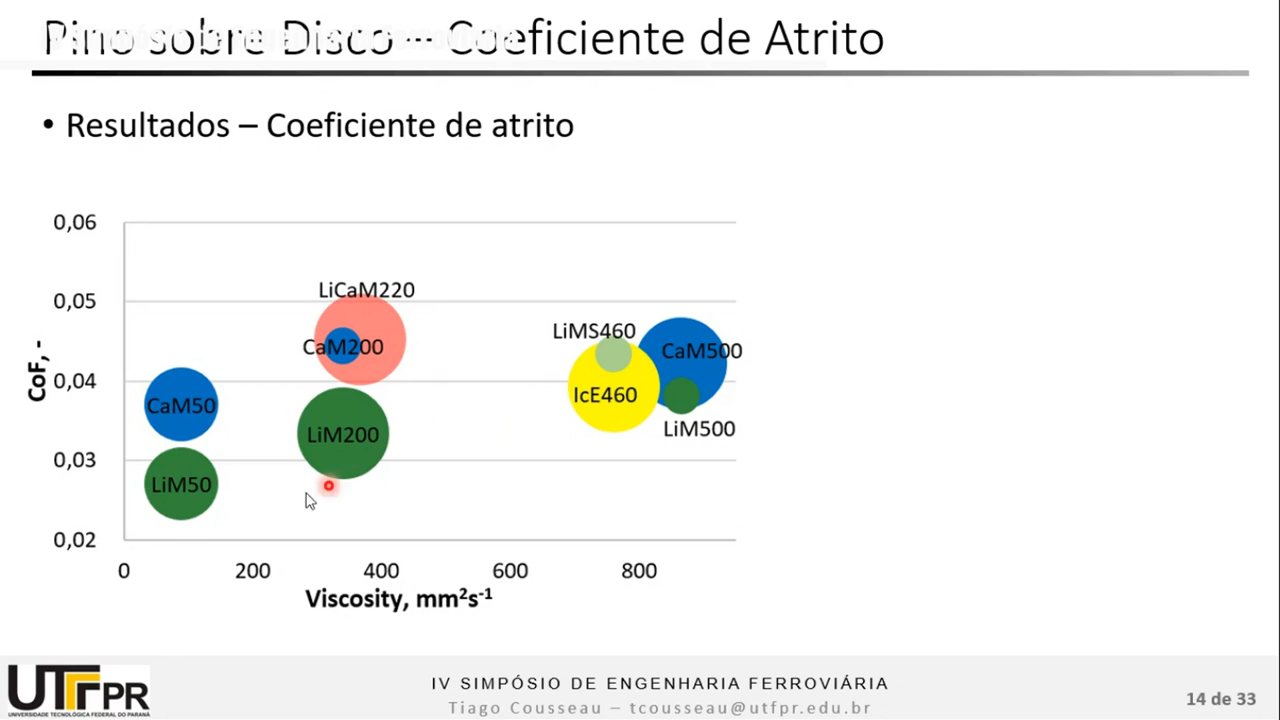 Pino sobre Disco – Coeficiente de Atrito
• Resultados – Coeficiente de atrito
0,06
0,05
0,04
0,03
0,02
CoF, -
LiCaM220
CaM200
LiMS460
CaM500
CaM50
IcE460
LiM500
LiM200
LiM50
0 200 400 600 800
Viscosity, mm²s⁻¹
UTFPR
UNIVERSIDADE TECNOLÓGICA FEDERAL DO PARANÁ
IV SIMPÓSIO DE ENGENHARIA FERROVIÁRIA
Tiago Cousseau – tcousseau@utfpr.edu.br
14 de 33